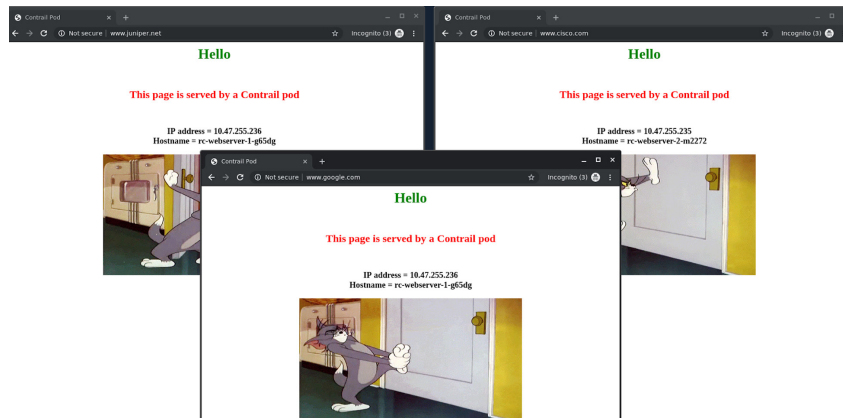 Contrail Pod
Not secure | www.juniper.net
Incognito (3)
Hello
This page is served by a Contrail pod
IP address = 10.47.255.236
Hostname = rc-webserver-1-g65dg
Contrail Pod
Not secure | www.cisco.com
Incognito (3)
Hello
This page is served by a Contrail pod
IP address = 10.47.255.235
Hostname = rc-webserver-2-m2272
Contrail Pod
Not secure | www.google.com
Incognito (3)
Hello
This page is served by a Contrail pod
IP address = 10.47.255.236
Hostname = rc-webserver-1-g65dg